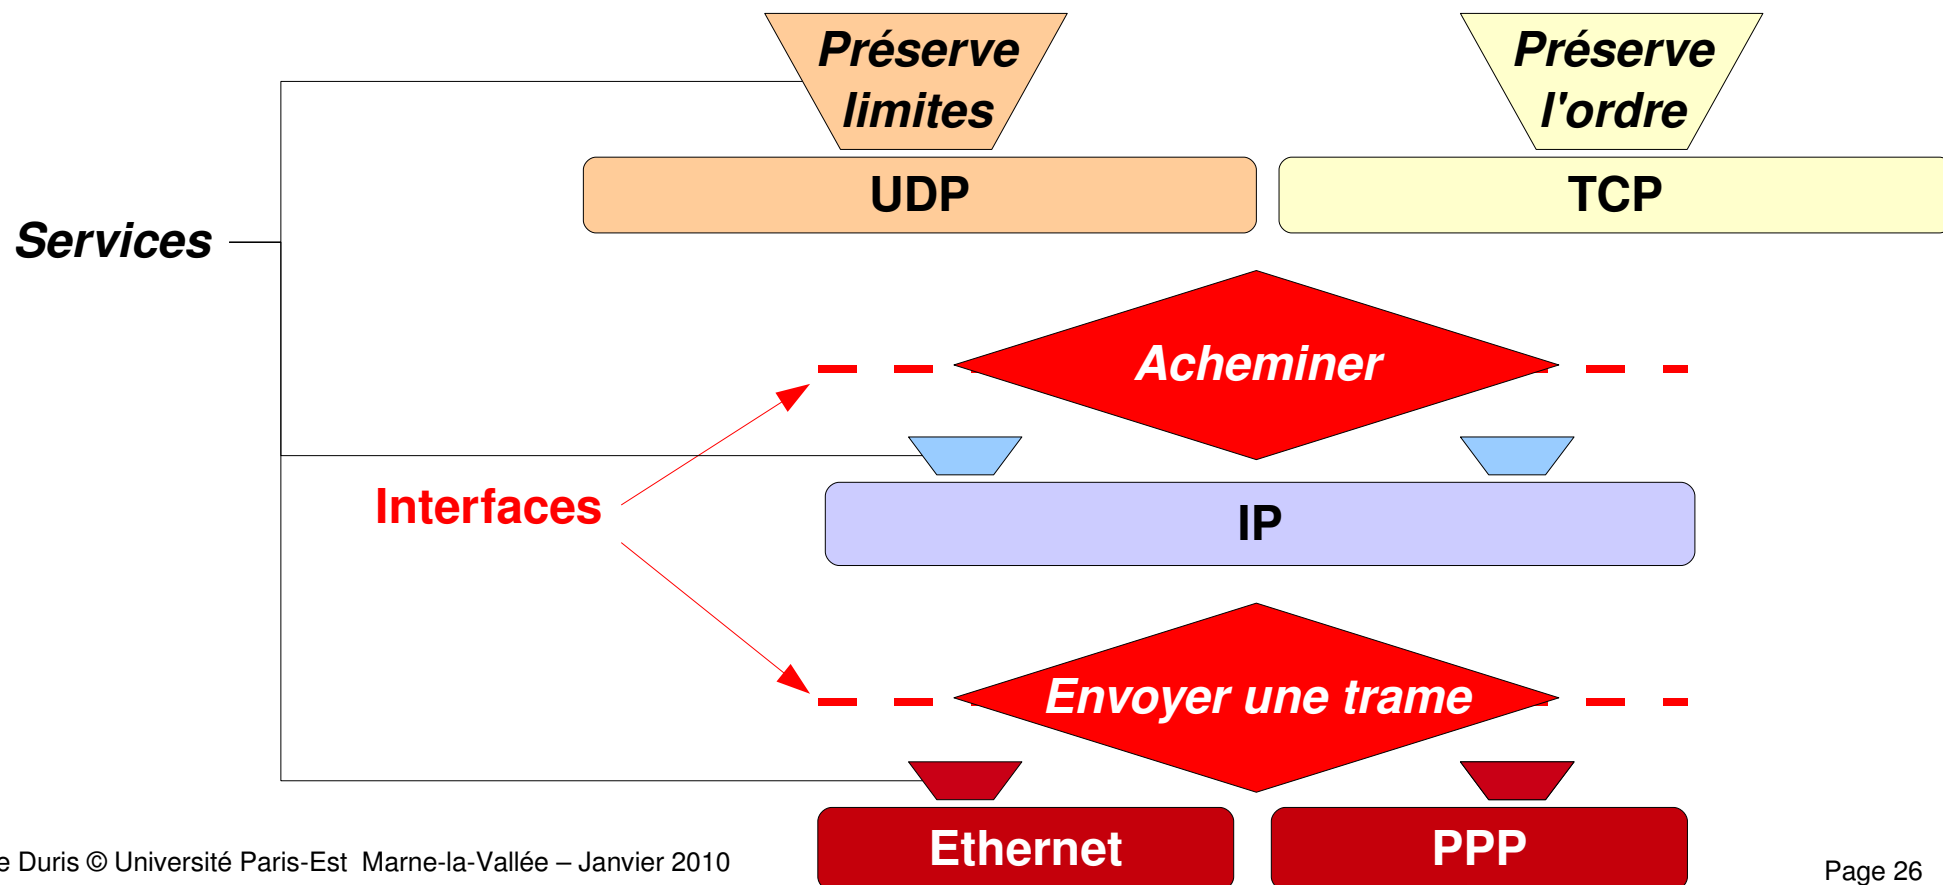 Préserve
limites
Préserve
l'ordre
UDP
TCP
Services
Acheminer
Interfaces
IP
Envoyer une trame
Ethernet
PPP
e Duris © Université Paris-Est Marne-la-Vallée – Janvier 2010
Page 26